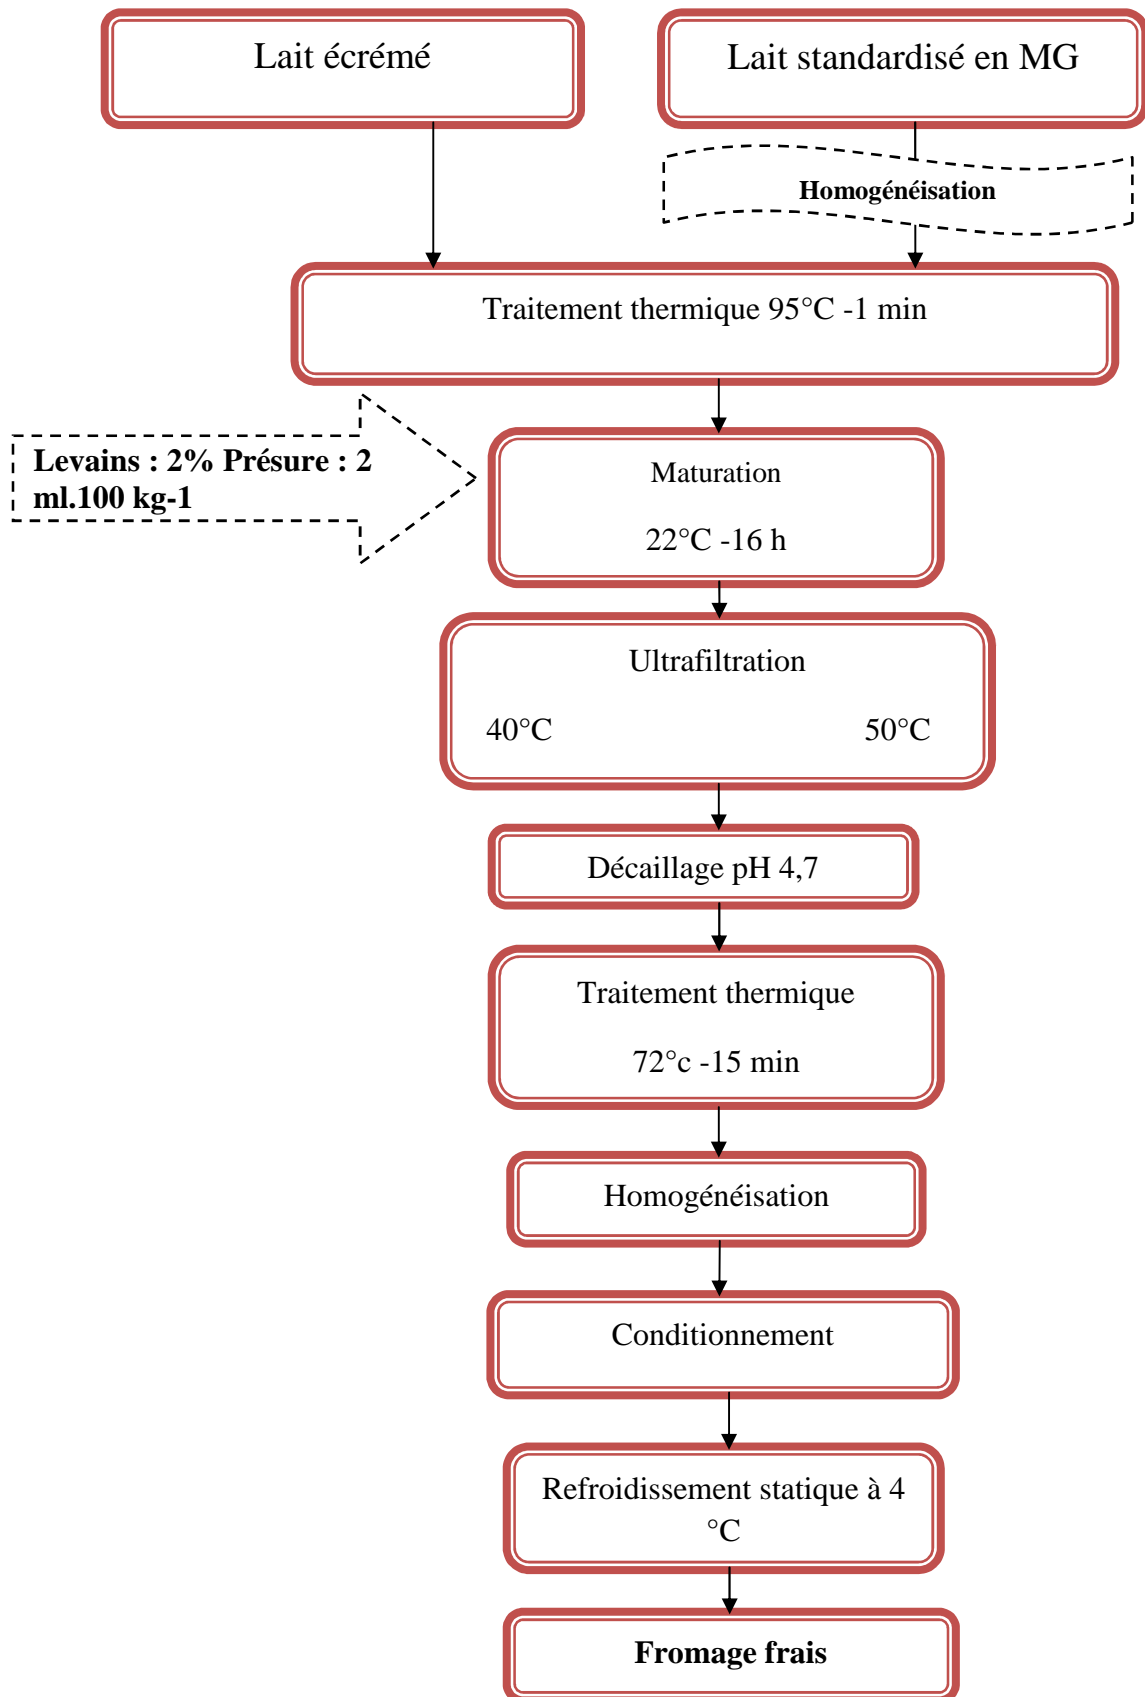 Lait écrémé
Lait standardisé en MG
Homogénéisation
Traitement thermique 95°C -1 min
Levains : 2% Présure : 2
ml.100 kg-1
Maturation
22°C -16 h
Ultrafiltration
40°C 50°C
Décaillage pH 4,7
Traitement thermique
72°c -15 min
Homogénéisation
Conditionnement
Refroidissement statique à 4
°C
Fromage frais